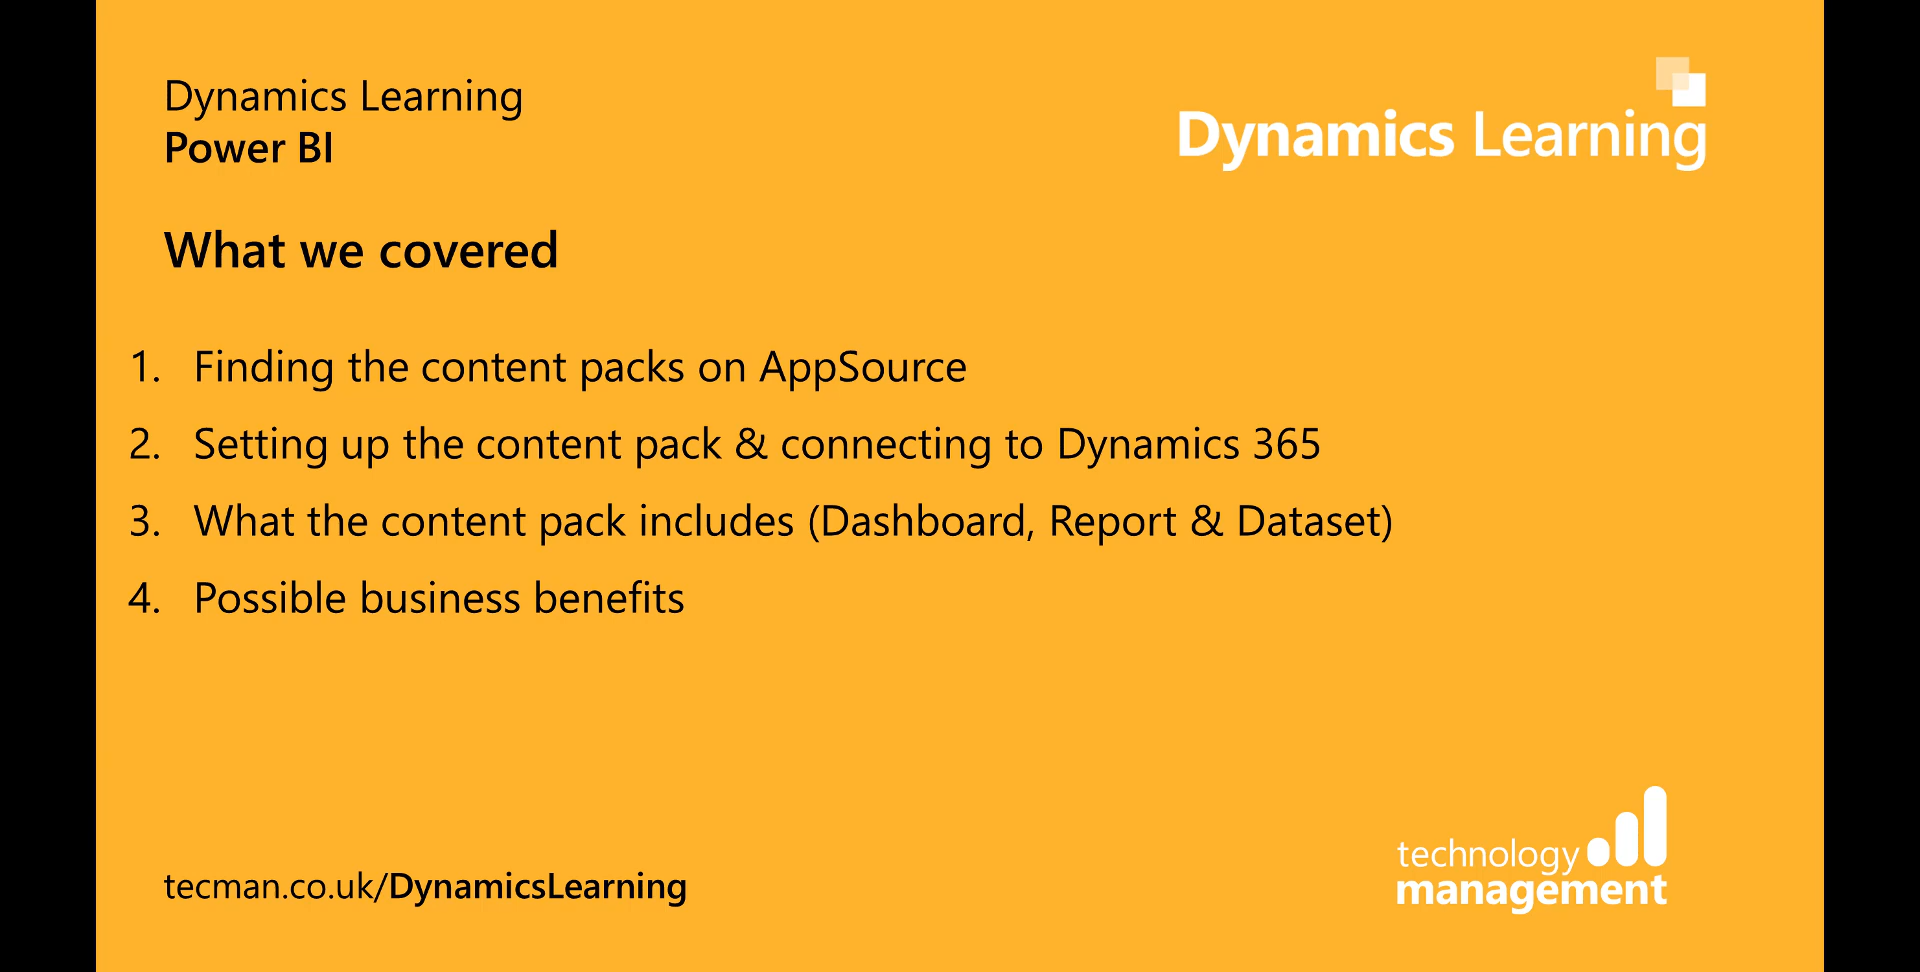 Dynamics Learning
Power BI
Dynamics Learning
What we covered
1. Finding the content packs on AppSource
2. Setting up the content pack & connecting to Dynamics 365
3. What the content pack includes (Dashboard, Report & Dataset)
4. Possible business benefits
tecman.co.uk/DynamicsLearning
technology
management